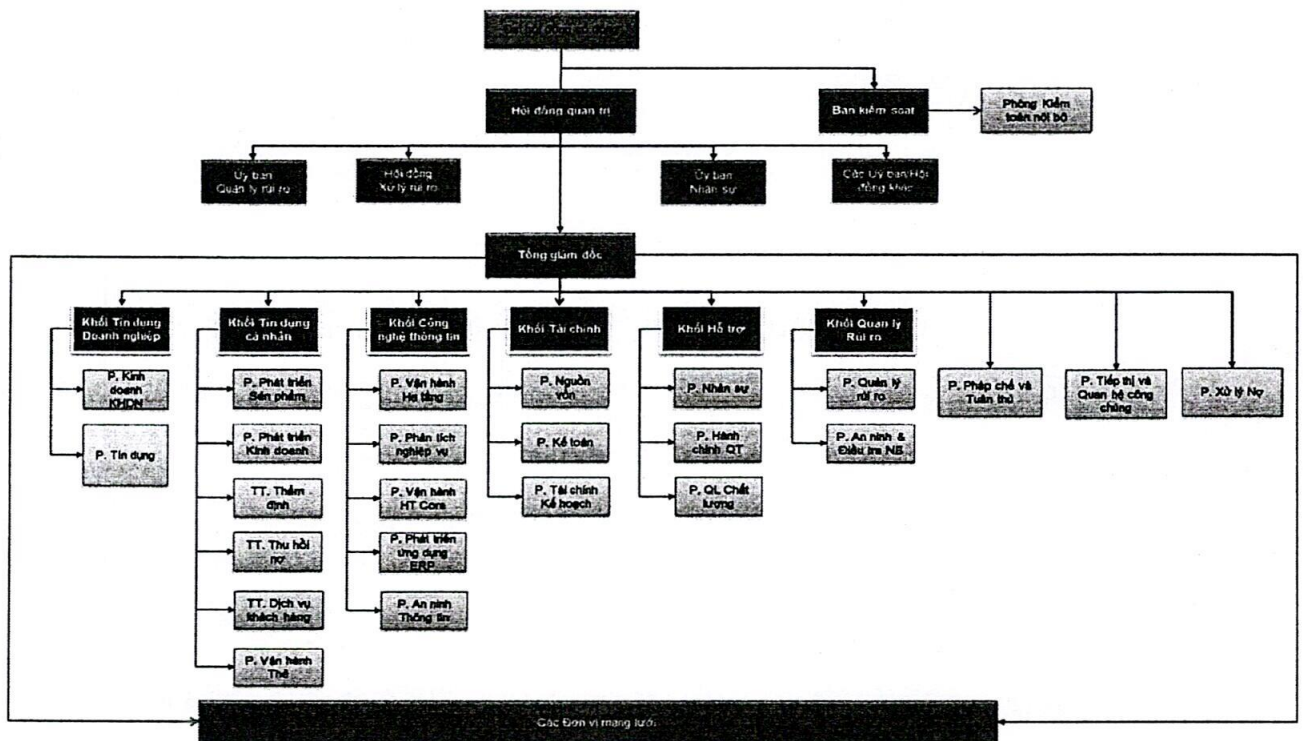 Đại hội đồng cổ đông
Hội đồng quản trị
Ban kiểm soát
Phòng Kiểm
toán nội bộ
Ủy ban
Quản lý rủi ro
Hội đồng
Xử lý rủi ro
Ủy ban
Nhân sự
Các Uỷ ban/Hội
đồng khác
Tổng giám đốc
Khối Tín dụng
Doanh nghiệp
Khối Tín dụng
cá nhân
Khối Công
nghệ thông tin
Khối Tài chính
Khối Hỗ trợ
Khối Quản lý
Rủi ro
P. Kinh
doanh
KHDN
P. Tín dụng
P. Phát triển
Sản phẩm
P. Phát triển
Kinh doanh
TT. Thẩm
định
TT. Thu hồi
nợ
TT. Dịch vụ
khách hàng
P. Vận hành
Thẻ
P. Vận hành
Hạ tầng
P. Phân tích
nghiệp vụ
P. Vận hành
HT Core
P. Phát triển
ứng dụng
ERP
P. An ninh
Thông tin
P. Nguồn
vốn
P. Kế toán
P. Tài chính
Kế hoạch
P. Nhân sự
P. Hành
chính QT
P. QL Chất
lượng
P. Quản lý
rủi ro
P. An ninh &
Điều tra NB
P. Pháp chế và
Tuân thủ
P. Tiếp thị và
Quan hệ công
chúng
P. Xử lý Nợ
Các Đơn vị mạng lưới